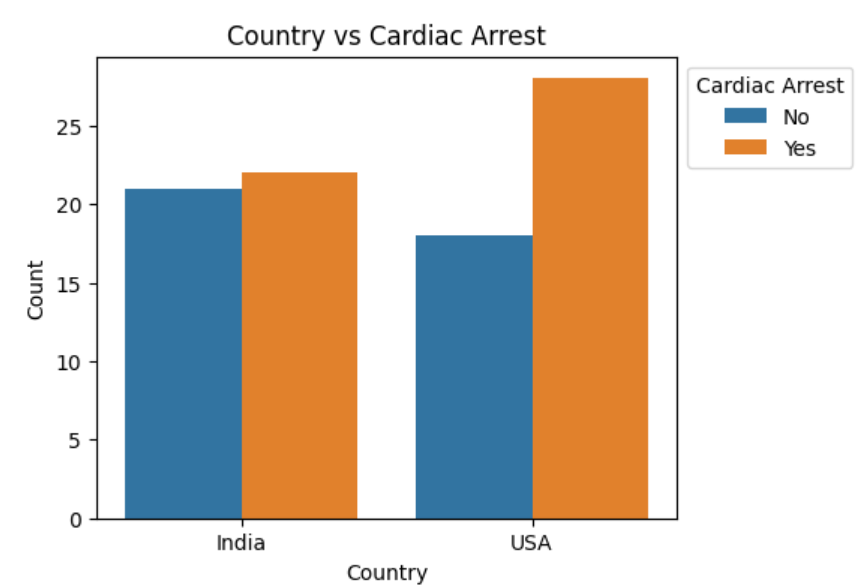 Country vs Cardiac Arrest
Cardiac Arrest
No
Yes
25
20
15
10
5
0
Count
India USA
Country